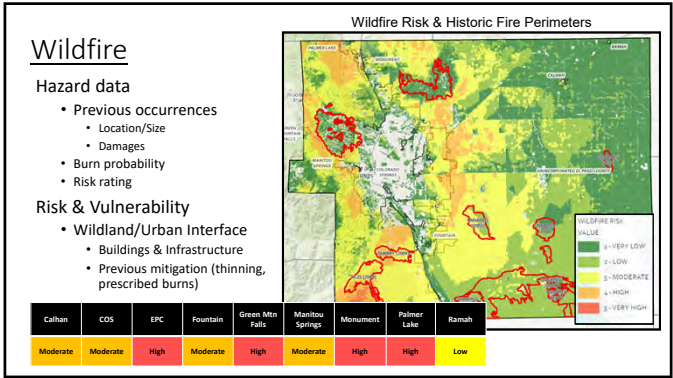 Wildfire Risk & Historic Fire Perimeters
Wildfire
Hazard data
• Previous occurrences
• Location/Size
• Damages
• Burn probability
• Risk rating
Risk & Vulnerability
• Wildland/Urban Interface
• Buildings & Infrastructure
• Previous mitigation (thinning,
prescribed burns)
PALMER LAKE
MONUMENT
RAMAH
CALHAN
MANITOU
SPRINGS
COLORADO
SPRINGS
UNINCORPORATED EL PASO COUNTY
FOUNTAIN
WILDFIRE RISK
VALUE
1 - VERY LOW
2 - LOW
3 - MODERATE
4 - HIGH
5 - VERY HIGH
Calhan COS EPC Fountain Green Mtn Falls Manitou Springs Monument Palmer Lake Ramah
Moderate Moderate High Moderate High Moderate High High Low